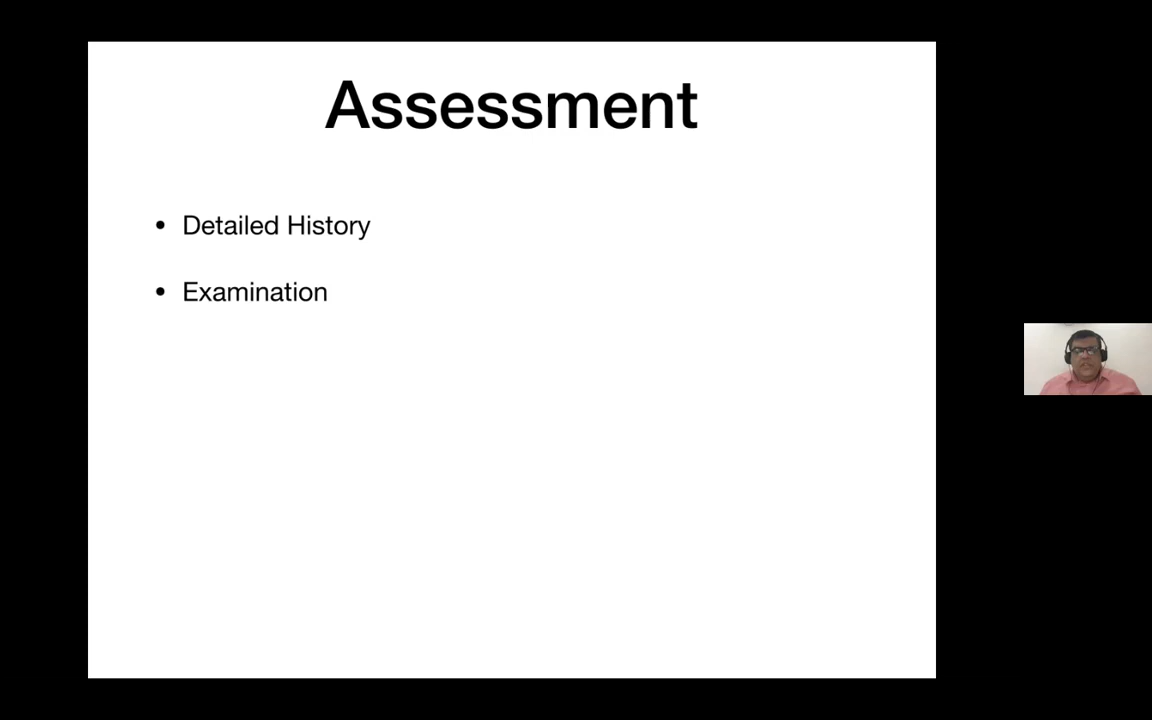 Assessment
• Detailed History
• Examination